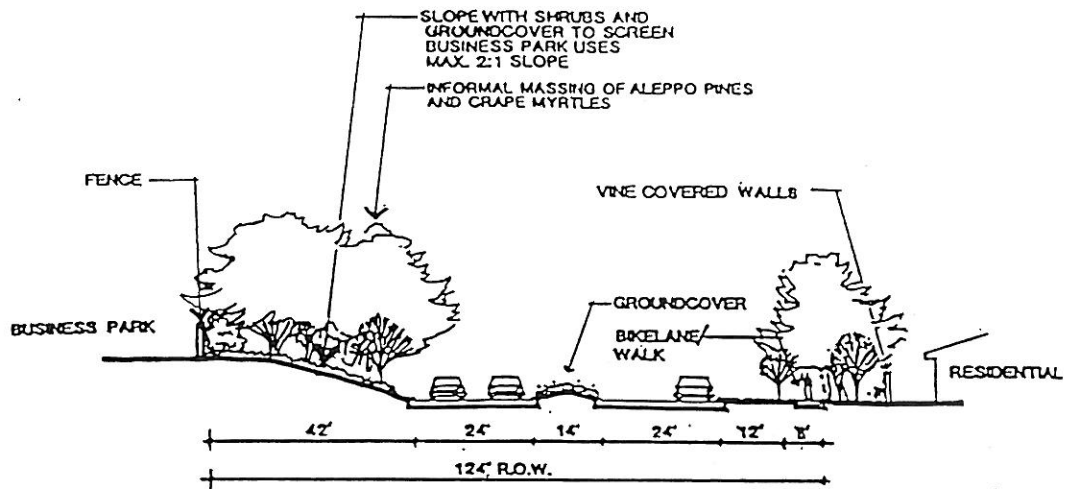 SLOPE WITH SHRUBS AND
GROUNDCOVER TO SCREEN
BUSINESS PARK USES
MAX. 2:1 SLOPE
INFORMAL MASSING OF ALEPPO PINES
AND CRAPE MYRTLES
FENCE
VINE COVERED WALLS
GROUNDCOVER
BUSINESS PARK
BIKELANE/
WALK
RESIDENTIAL
42' 24' 14' 24' 12' 8'
124' R.O.W.